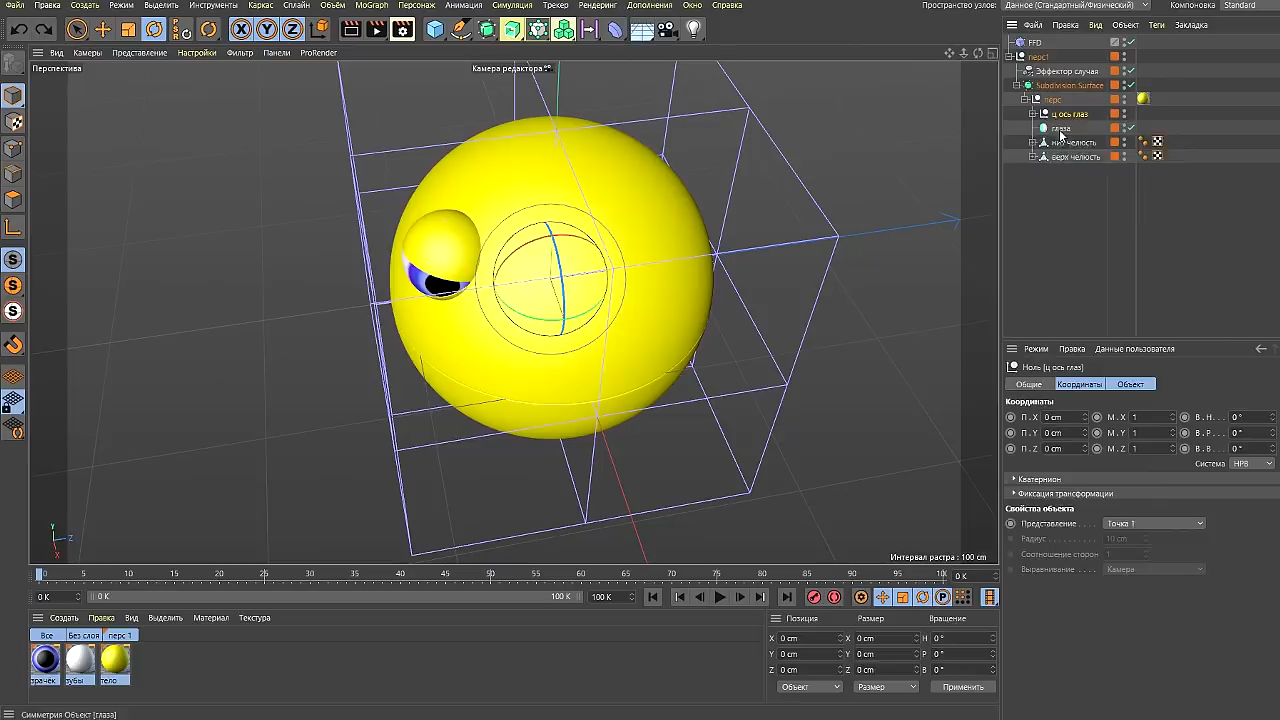 Файл Правка Создать Режим Выделить Инструменты Каркас Сплайн Объём MoGraph Персонаж Анимация Симуляция Трекер Рендеринг Дополнения Окно Справка
Пространство узлов: Данное (Стандартный/Физический) Компоновка Standard
X Y Z
Вид Камеры Представление Настройки Фильтр Панели ProRender
Файл Правка Вид Объект Теги Закладка
Перспектива
Камера редактора
FFD
перс1
Эффектор случая
Subdivision Surface
перс
ц ось глаз
глаза
ниж челюсть
верх челюсть
Y
Z
X
Интервал растра : 100 cm
Режим Правка Данные пользователя
Ноль [ц ось глаз]
Общие Координаты Объект
Координаты
П . X 0 cm М . X 1 В . H . . 0 °
П . Y 0 cm М . Y 1 В . P . . 0 °
П . Z 0 cm М . Z 1 В . B . . 0 °
Система HPB
Кватернион
Фиксация трансформации
Свойства объекта
Представление . . . . Точка 1
Радиус . . . . . . . . . . 10 cm
Соотношение сторон 1
Выравнивание. . . . . Камера
0 5 10 15 20 25 30 35 40 45 50 55 60 65 70 75 80 85 90 95 100 0 K
0 K 0 K 100 K 100 K
Создать Правка Вид Выделить Материал Текстура
Все Без слоя перс 1
зрачёк зубы тело
Позиция Размер Вращение
X 0 cm X 0 cm H 0 °
Y 0 cm Y 0 cm P 0 °
Z 0 cm Z 0 cm B 0 °
Объект Размер Применить
Симметрия Объект [глаза]